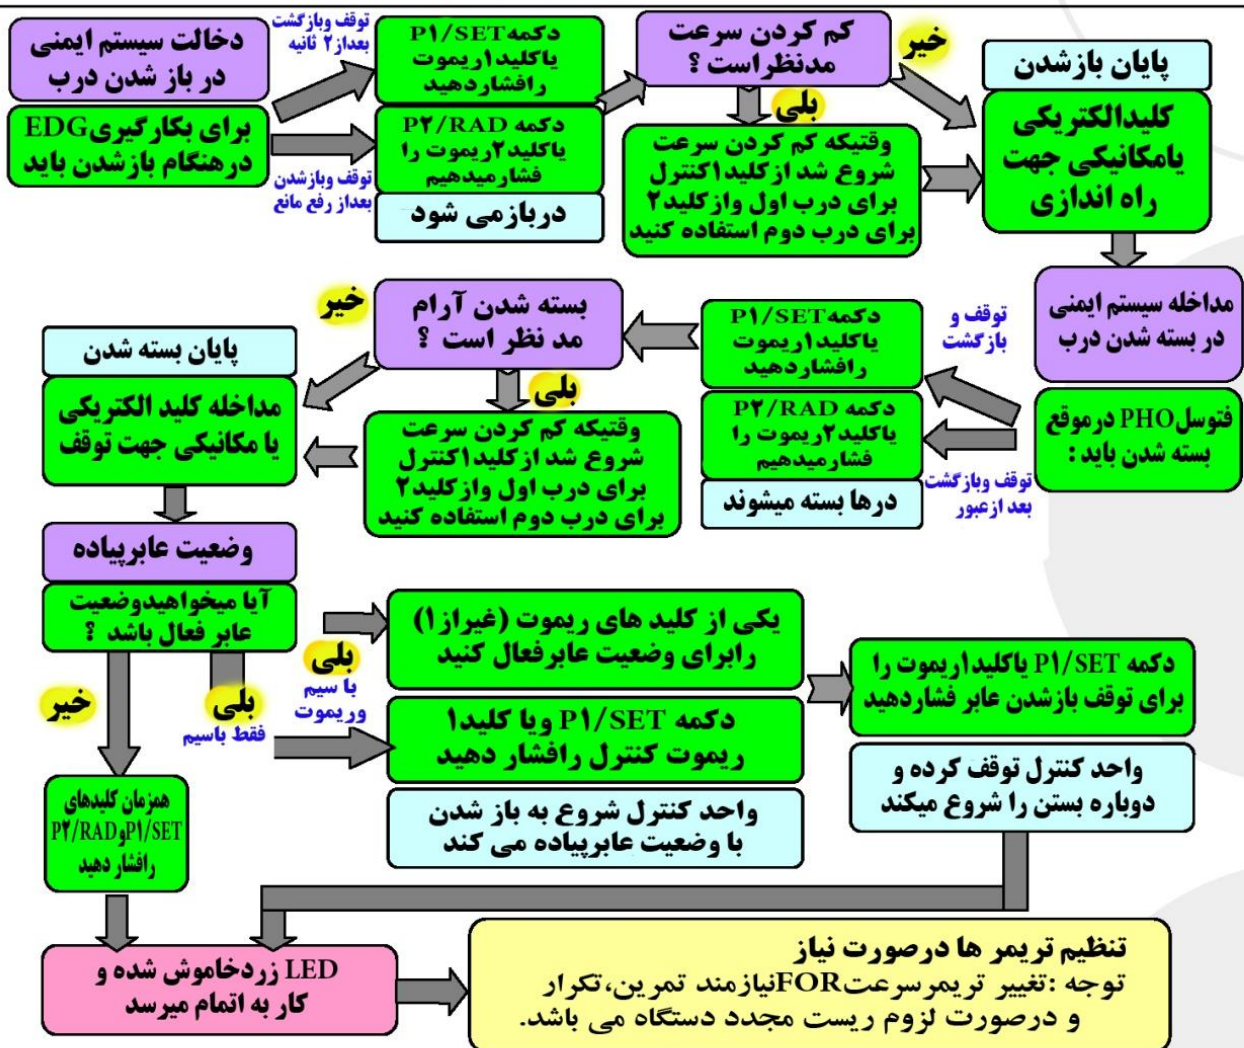 دخالت سیستم ایمنی
در باز شدن درب
برای بکارگیری EDG
درهنگام بازشدن باید
توقف وبازگشت
بعداز ۲ ثانیه
توقف وبازشدن
بعداز رفع مانع
دکمه P1/SET
یاکلید۱ریموت
رافشاردهید
دکمه P2/RAD
یاکلید۲ریموت را
فشارمیدهیم
دربازمی شود
کم کردن سرعت
مدنظراست ؟
خیر
بلی
وقتیکه کم کردن سرعت
شروع شد ازکلید۱کنترل
برای درب اول وازکلید۲
برای درب دوم استفاده کنید
پایان بازشدن
کلیدالکتریکی
یامکانیکی جهت
راه اندازی
مداخله سیستم ایمنی
در بسته شدن درب
فتوسلPHO درموقع
بسته شدن باید :
توقف و
بازگشت
توقف وبازگشت
بعد ازعبور
دکمه P1/SET
یاکلید۱ریموت
رافشاردهید
دکمه P2/RAD
یاکلید۲ریموت را
فشارمیدهیم
درها بسته میشوند
بسته شدن آرام
مد نظر است ؟
خیر
بلی
وقتیکه کم کردن سرعت
شروع شد ازکلید۱کنترل
برای درب اول وازکلید۲
برای درب دوم استفاده کنید
پایان بسته شدن
مداخله کلید الکتریکی
یا مکانیکی جهت توقف
وضعیت عابرپیاده
آیا میخواهیدوضعیت
عابر فعال باشد ؟
خیر
بلی
فقط باسیم
بلی
با سیم
وریموت
یکی از کلید های ریموت (غیراز۱)
رابرای وضعیت عابرفعال کنید
دکمه P1/SET ویا کلید۱
ریموت کنترل رافشار دهید
واحد کنترل شروع به باز شدن
با وضعیت عابرپیاده می کند
دکمه P1/SET یاکلید۱ریموت را
برای توقف بازشدن عابر فشاردهید
واحد کنترل توقف کرده و
دوباره بستن را شروع میکند
همزمان کلیدهای
P1/SETوP2/RAD
رافشار دهید
LED زردخاموش شده و
کار به اتمام میرسد
تنظیم تریمر ها درصورت نیاز
توجه :تغییر تریمرسرعتFORنیازمند تمرین،تکرار
و درصورت لزوم ریست مجدد دستگاه می باشد.